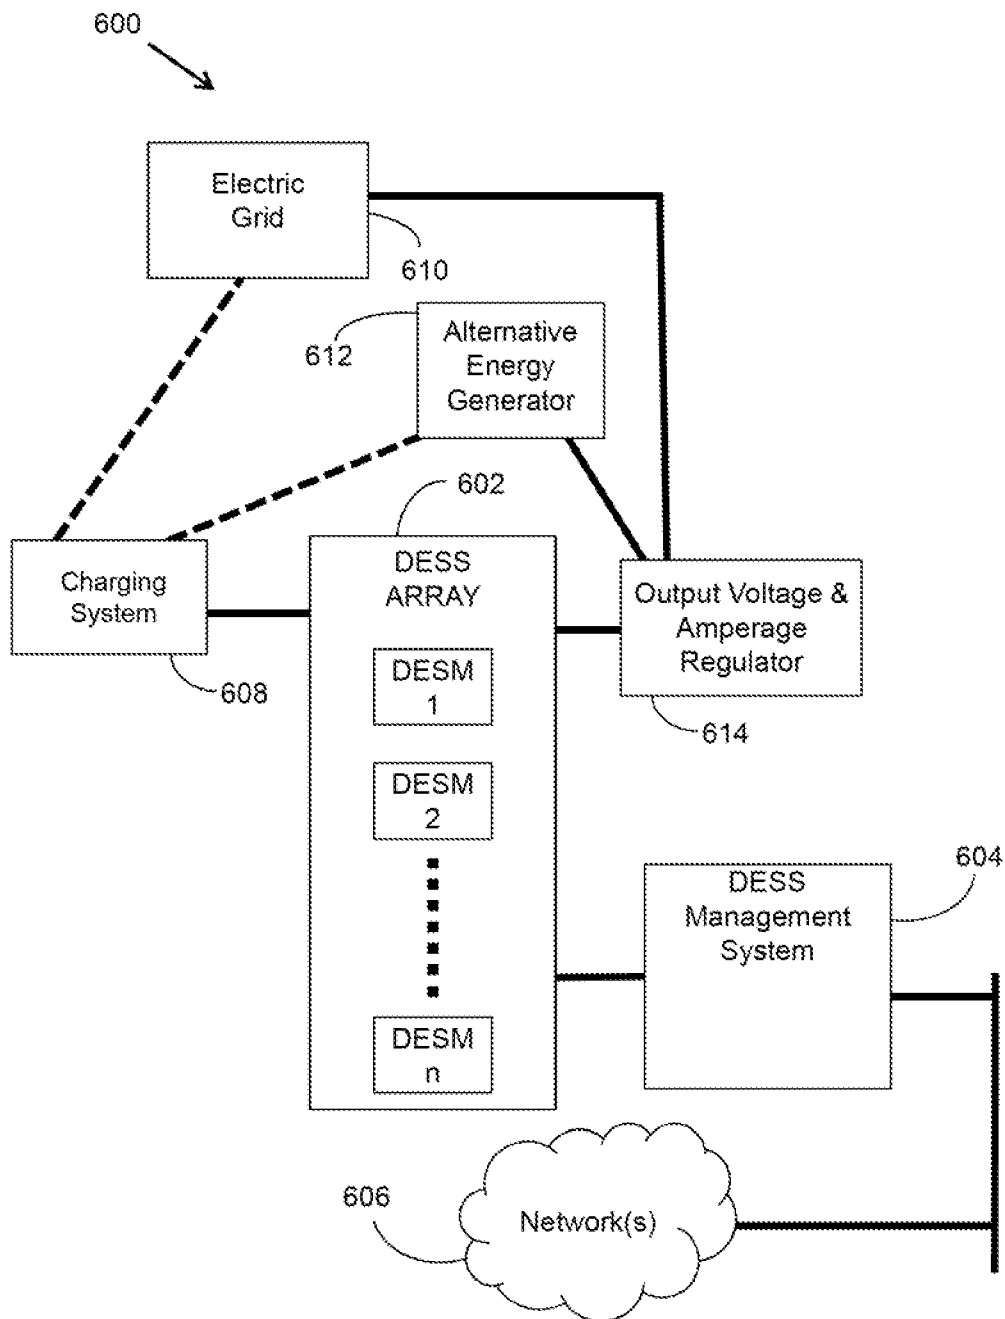 600
Electric
Grid
610
612
Alternative
Energy
Generator
602
Charging
System
608
DESS
ARRAY
DESM
1
DESM
2
DESM
n
Output Voltage &
Amperage
Regulator
614
604
DESS
Management
System
606
Network(s)